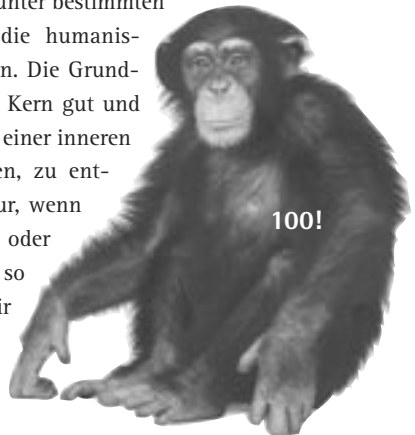 unter bestimmten
die humanis-
n. Die Grund-
Kern gut und
einer inneren
en, zu ent-
ur, wenn
oder
so
ir
100!